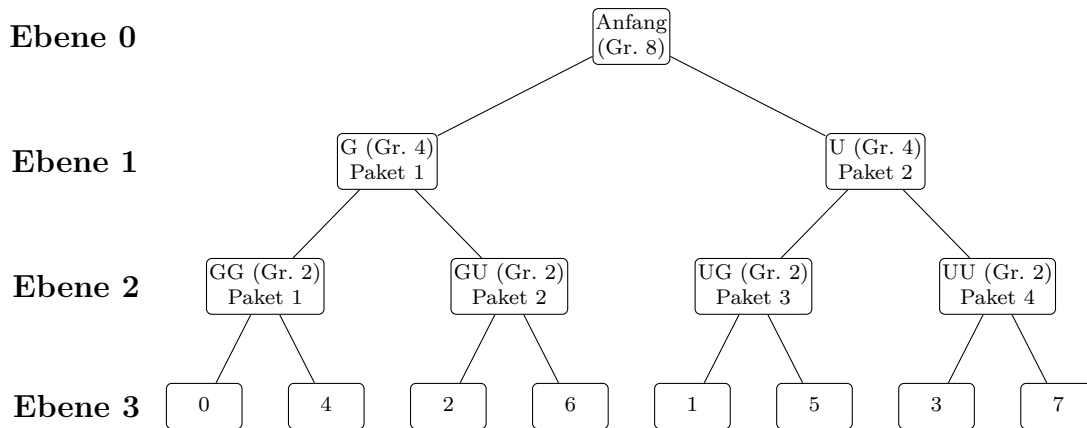 Ebene 0
Anfang
(Gr. 8)
Ebene 1
G (Gr. 4)
Paket 1
U (Gr. 4)
Paket 2
Ebene 2
GG (Gr. 2)
Paket 1
GU (Gr. 2)
Paket 2
UG (Gr. 2)
Paket 3
UU (Gr. 2)
Paket 4
Ebene 3
0
4
2
6
1
5
3
7